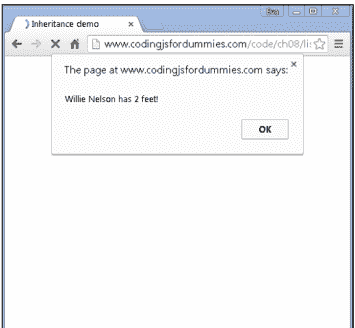 Inheritance demo
www.codingjsfordummies.com/code/ch08/li
The page at www.codingjsfordummies.com says:
Willie Nelson has 2 feet!
OK